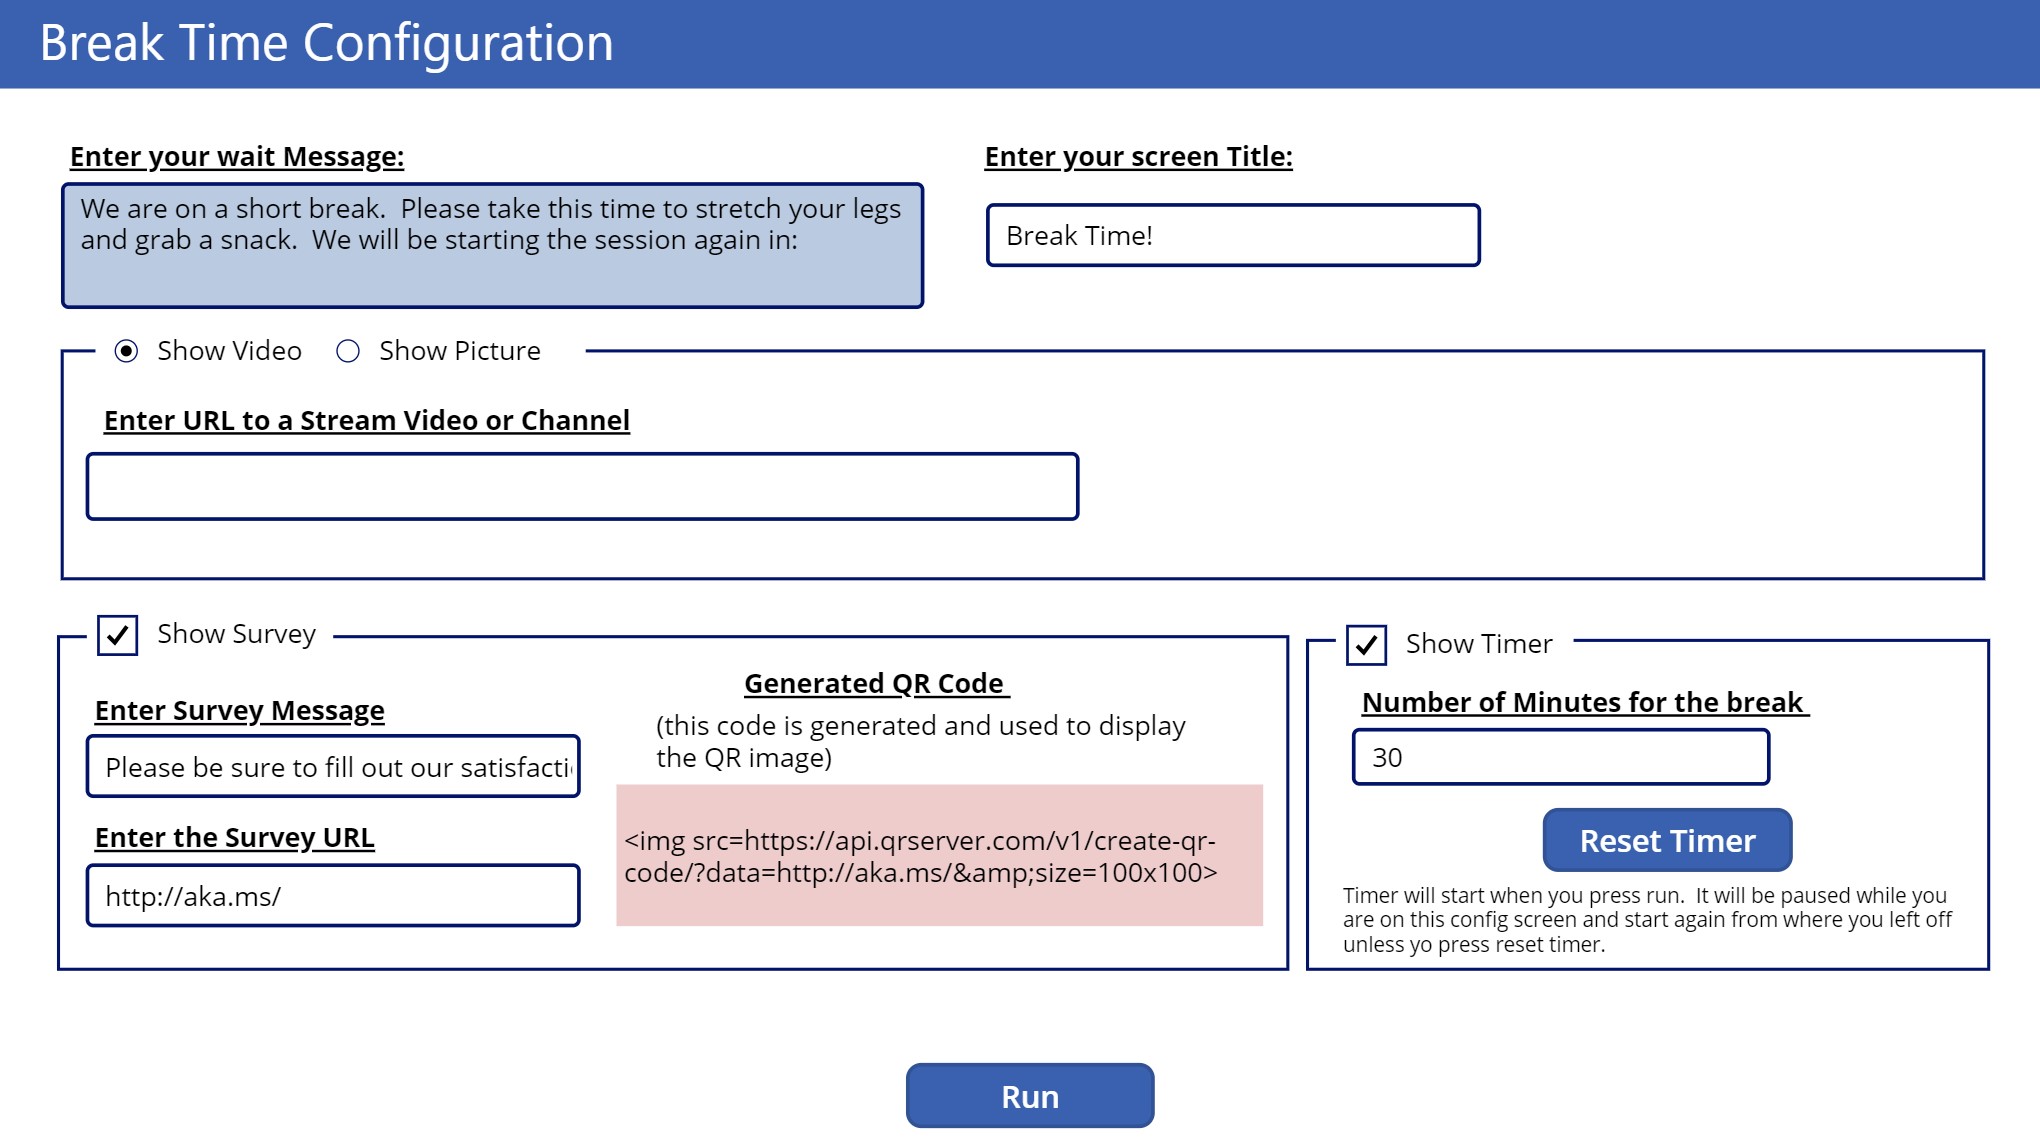 Break Time Configuration
Enter your wait Message:
We are on a short break.  Please take this time to stretch your legs
and grab a snack.  We will be starting the session again in:
Enter your screen Title:
Break Time!
Show Video
Show Picture
Enter URL to a Stream Video or Channel
Show Survey
Enter Survey Message
Please be sure to fill out our satisfacti
Enter the Survey URL
http://aka.ms/
Generated QR Code
(this code is generated and used to display
the QR image)
<img src=https://api.qrserver.com/v1/create-qr-
code/?data=http://aka.ms/&amp;size=100x100>
Show Timer
Number of Minutes for the break
30
Reset Timer
Timer will start when you press run.  It will be paused while you
are on this config screen and start again from where you left off
unless yo press reset timer.
Run